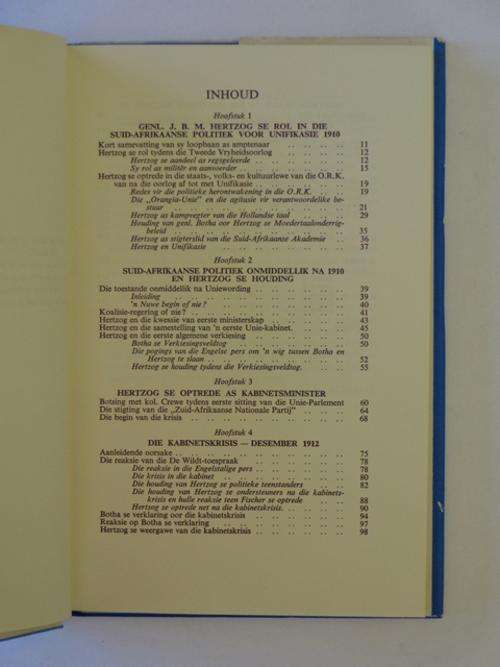 INHOUD
Hoofstuk 1
GENL. J. B. M. HERTZOG SE ROL IN DIE
SUID-AFRIKAANSE POLITIEK VOOR UNIFIKASIE 1910
Kort samevatting van sy loopbaan as amptenaar .. .. .. .. 11
Hertzog se rol tydens die Tweede Vryheidsoorlog .. .. .. .. 12
Hertzog se aandeel as regsgeleerde .. .. .. .. .. .. 12
Sy rol as militêr en aanvoerder .. .. .. .. .. .. 15
Hertzog se optrede in die staats-, volks- en kultuurlewe van die O.R.K.
van na die oorlog af tot met Unifikasie .. .. .. .. .. 19
Redes vir die politieke herontwakening in die O.R.K. .. .. 19
Die „Orangia-Unie” en die agitasie vir verantwoordelike be-
stuur .. .. .. .. .. .. .. .. .. .. 21
Hertzog as kampvegter van die Hollandse taal .. .. .. 29
Houding van genl. Botha oor Hertzog se Moedertaalonderrig-
beleid .. .. .. .. .. .. .. .. .. .. 35
Hertzog as stigterslid van die Suid-Afrikaanse Akademie .. .. 36
Hertzog en Unifikasie .. .. .. .. .. .. .. .. 37
Hoofstuk 2
SUID-AFRIKAANSE POLITIEK ONMIDDELLIK NA 1910
EN HERTZOG SE HOUDING
Die toestande onmiddellik na Uniewording .. .. .. .. .. 39
Inleiding .. .. .. .. .. .. .. .. .. .. 39
'n Nuwe begin of nie? .. .. .. .. .. .. .. .. 40
Koalisie-regering of nie? .. .. .. .. .. .. .. .. 41
Hertzog en die kwessie van eerste ministerskap .. .. .. .. 43
Hertzog en die samestelling van 'n eerste Unie-kabinet. .. .. .. 45
Hertzog en die eerste algemene verkiesing .. .. .. .. .. 50
Botha se Verkiesingsveldtog .. .. .. .. .. .. .. 50
Die pogings van die Engelse pers om 'n wig tussen Botha en
Hertzog te slaan .. .. .. .. .. .. .. .. .. 52
Hertzog se houding tydens die Verkiesingsveldtog. .. .. .. 55
Hoofstuk 3
HERTZOG SE OPTREDE AS KABINETSMINISTER
Botsing met kol. Crewe tydens eerste sitting van die Unie-Parlement 60
Die stigting van die „Zuid-Afrikaanse Nationale Partij” .. .. .. 64
Die begin van die krisis .. .. .. .. .. .. .. .. 68
Hoofstuk 4
DIE KABINETSKRISIS — DESEMBER 1912
Aanleidende oorsake .. .. .. .. .. .. .. .. .. 75
Die reaksie van die De Wildt-toespraak .. .. .. .. .. 78
Die reaksie in die Engelstalige pers .. .. .. .. .. .. 78
Die krisis in die kabinet .. .. .. .. .. .. .. .. 80
Die houding van Hertzog se politieke teenstanders .. .. .. 82
Die houding van Hertzog se ondersteuners na die kabinets-
krisis en hulle reaksie teen Fischer se optrede .. .. .. 88
Hertzog se optrede net na die kabinetskrisis. .. .. .. .. 90
Botha se verklaring oor die kabinetskrisis .. .. .. .. .. 94
Reaksie op Botha se verklaring .. .. .. .. .. .. .. 97
Hertzog se weergawe van die kabinetskrisis .. .. .. .. .. 98